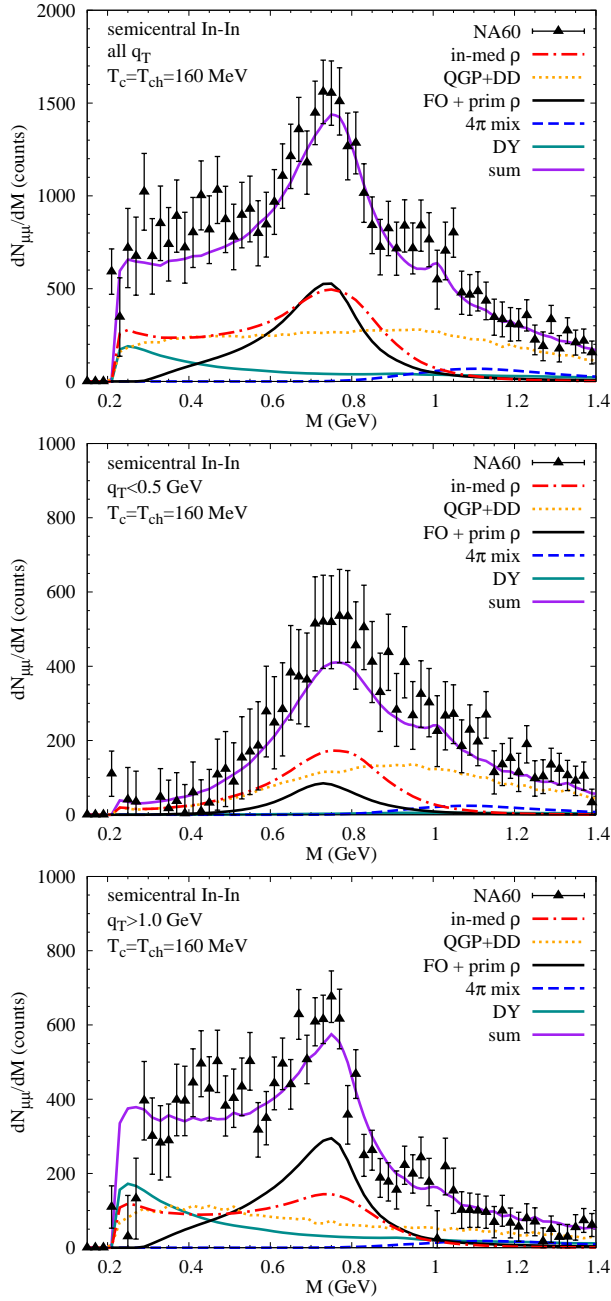 semicentral In-In
all q_T
T_c=T_ch=160 MeV
NA60
in-med ρ
QGP+DD
FO + prim ρ
4π mix
DY
sum
dN_μμ/dM (counts)
2000
1500
1000
500
0
0.2 0.4 0.6 0.8 1 1.2 1.4
M (GeV)
semicentral In-In
q_T<0.5 GeV
T_c=T_ch=160 MeV
NA60
in-med ρ
QGP+DD
FO + prim ρ
4π mix
DY
sum
dN_μμ/dM (counts)
1000
800
600
400
200
0
0.2 0.4 0.6 0.8 1 1.2 1.4
M (GeV)
semicentral In-In
q_T>1.0 GeV
T_c=T_ch=160 MeV
NA60
in-med ρ
QGP+DD
FO + prim ρ
4π mix
DY
sum
dN_μμ/dM (counts)
1000
800
600
400
200
0
0.2 0.4 0.6 0.8 1 1.2 1.4
M (GeV)